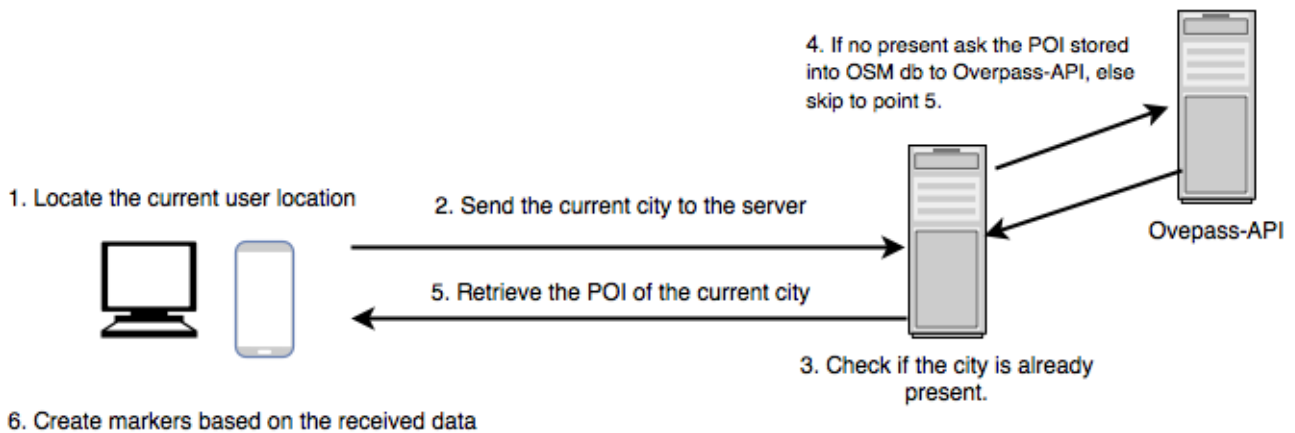 1. Locate the current user location
2. Send the current city to the server
3. Check if the city is already
present.
4. If no present ask the POI stored
into OSM db to Overpass-API, else
skip to point 5.
Ovepass-API
5. Retrieve the POI of the current city
6. Create markers based on the received data